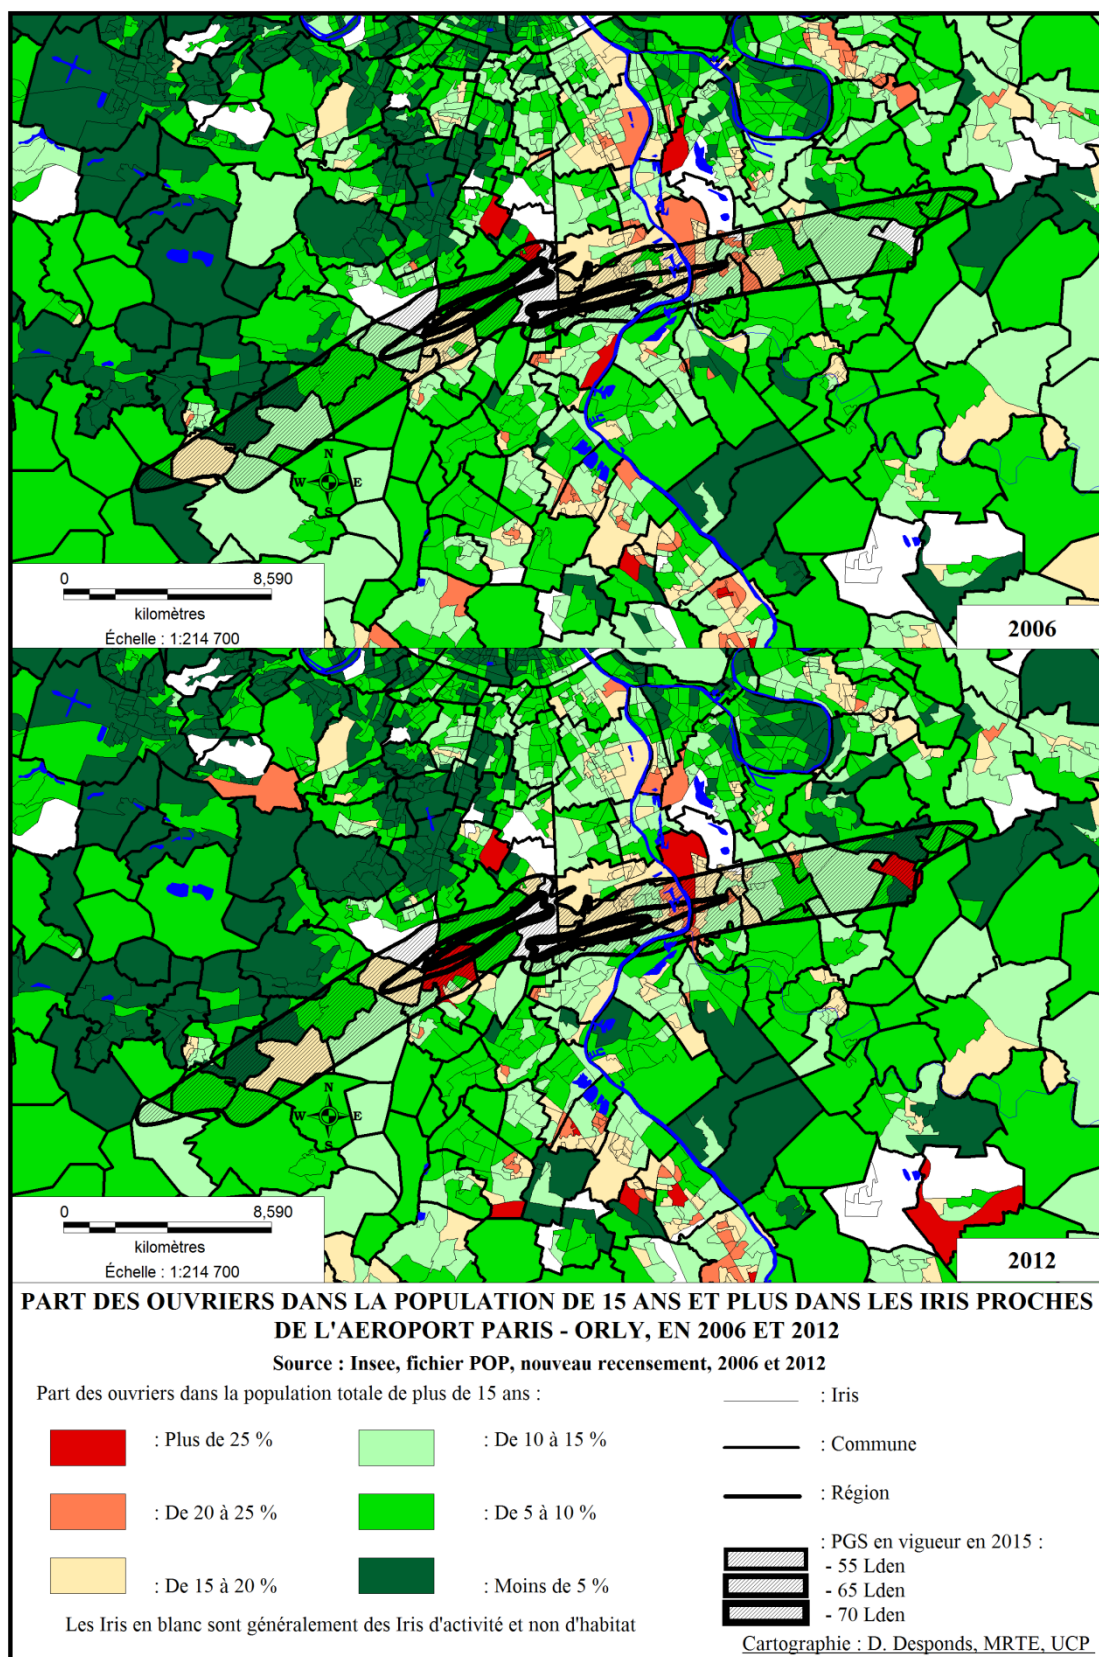 N
W E
S
0 8,590
kilomètres
Échelle : 1:214 700
2006
N
W E
S
0 8,590
kilomètres
Échelle : 1:214 700
2012
PART DES OUVRIERS DANS LA POPULATION DE 15 ANS ET PLUS DANS LES IRIS PROCHES
DE L'AEROPORT PARIS - ORLY, EN 2006 ET 2012
Source : Insee, fichier POP, nouveau recensement, 2006 et 2012
Part des ouvriers dans la population totale de plus de 15 ans :
: Plus de 25 %
: De 20 à 25 %
: De 15 à 20 %
: De 10 à 15 %
: De 5 à 10 %
: Moins de 5 %
Les Iris en blanc sont généralement des Iris d'activité et non d'habitat
: Iris
: Commune
: Région
: PGS en vigueur en 2015 :
- 55 Lden
- 65 Lden
- 70 Lden
Cartographie : D. Desponds, MRTE, UCP